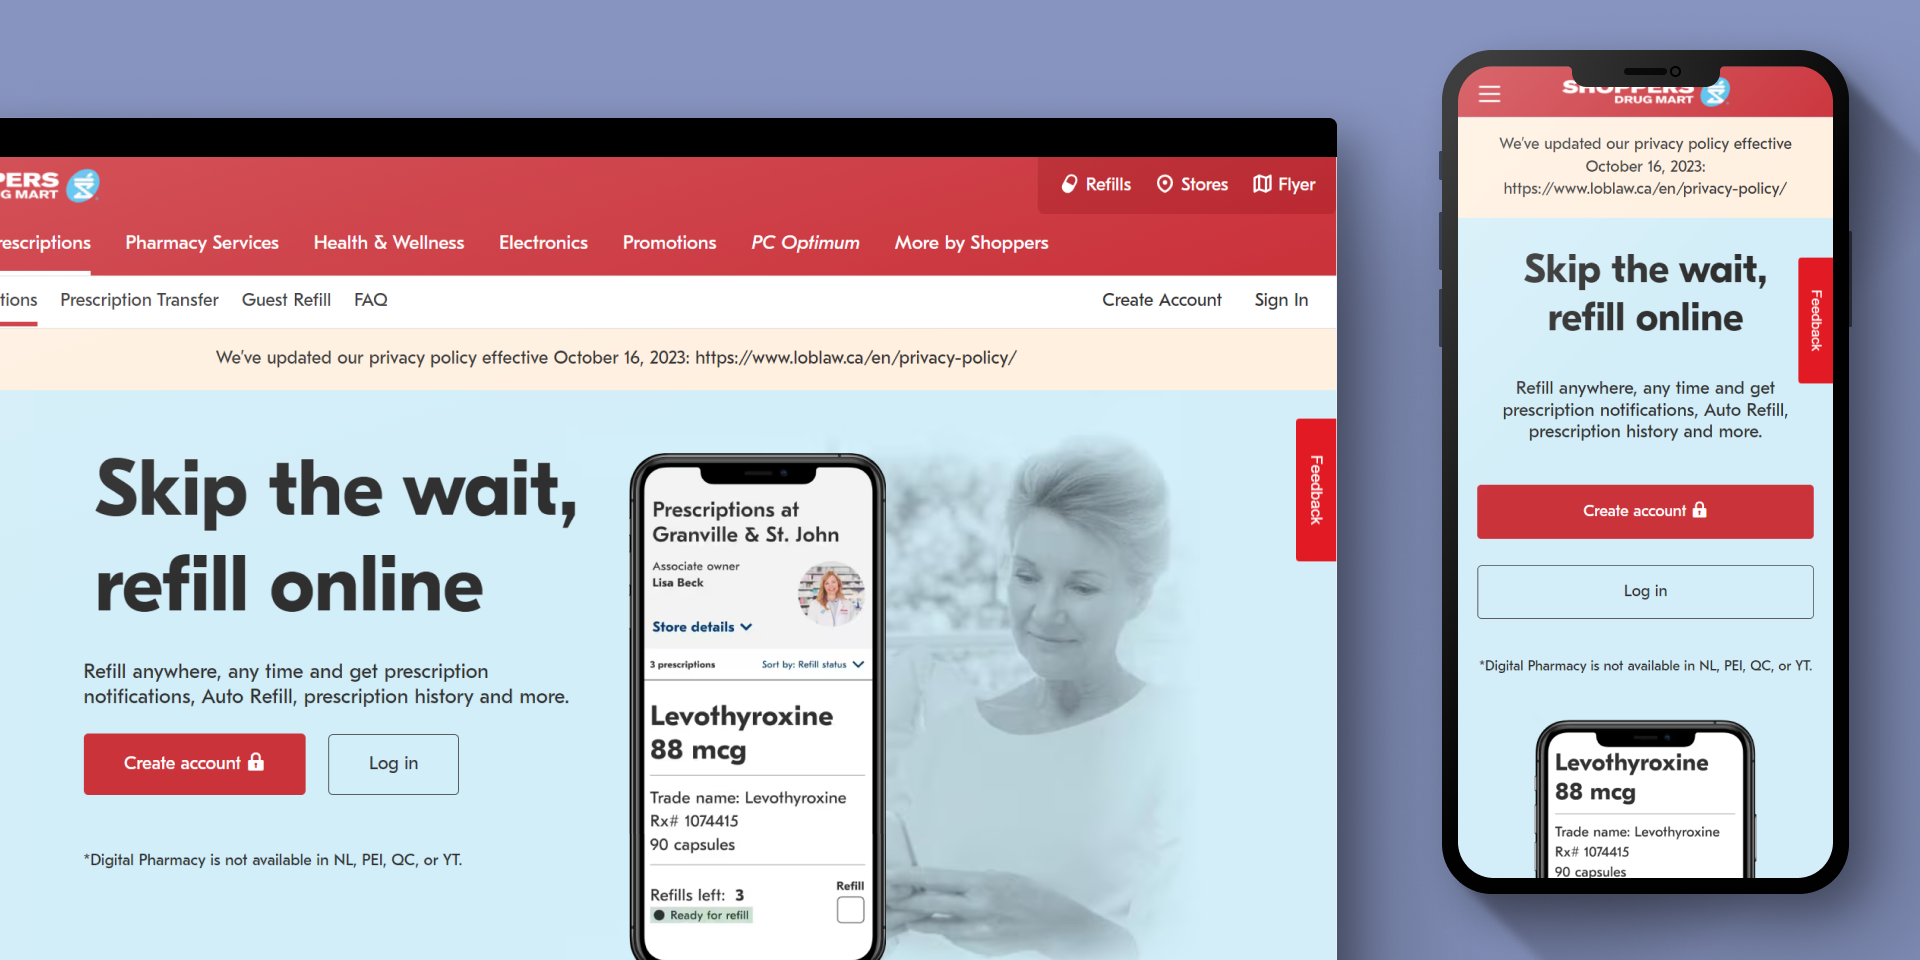 PERS
G MART
Refills
Stores
Flyer
rescriptions
Pharmacy Services
Health & Wellness
Electronics
Promotions
PC Optimum
More by Shoppers
tions
Prescription Transfer
Guest Refill
FAQ
Create Account
Sign In
We've updated our privacy policy effective October 16, 2023: https://www.loblaw.ca/en/privacy-policy/
Skip the wait,
refill online
Refill anywhere, any time and get prescription
notifications, Auto Refill, prescription history and more.
Create account
Log in
*Digital Pharmacy is not available in NL, PEI, QC, or YT.
Prescriptions at
Granville & St. John
Associate owner
Lisa Beck
Store details
3 prescriptions
Sort by: Refill status
Levothyroxine
88 mcg
Trade name: Levothyroxine
Rx# 1074415
90 capsules
Refills left: 3
Ready for refill
Refill
Feedback
SHOPPERS
DRUG MART
We've updated our privacy policy effective
October 16, 2023:
https://www.loblaw.ca/en/privacy-policy/
Skip the wait,
refill online
Feedback
Refill anywhere, any time and get
prescription notifications, Auto Refill,
prescription history and more.
Create account
Log in
*Digital Pharmacy is not available in NL, PEI, QC, or YT.
Levothyroxine
88 mcg
Trade name: Levothyroxine
Rx# 1074415
90 capsules